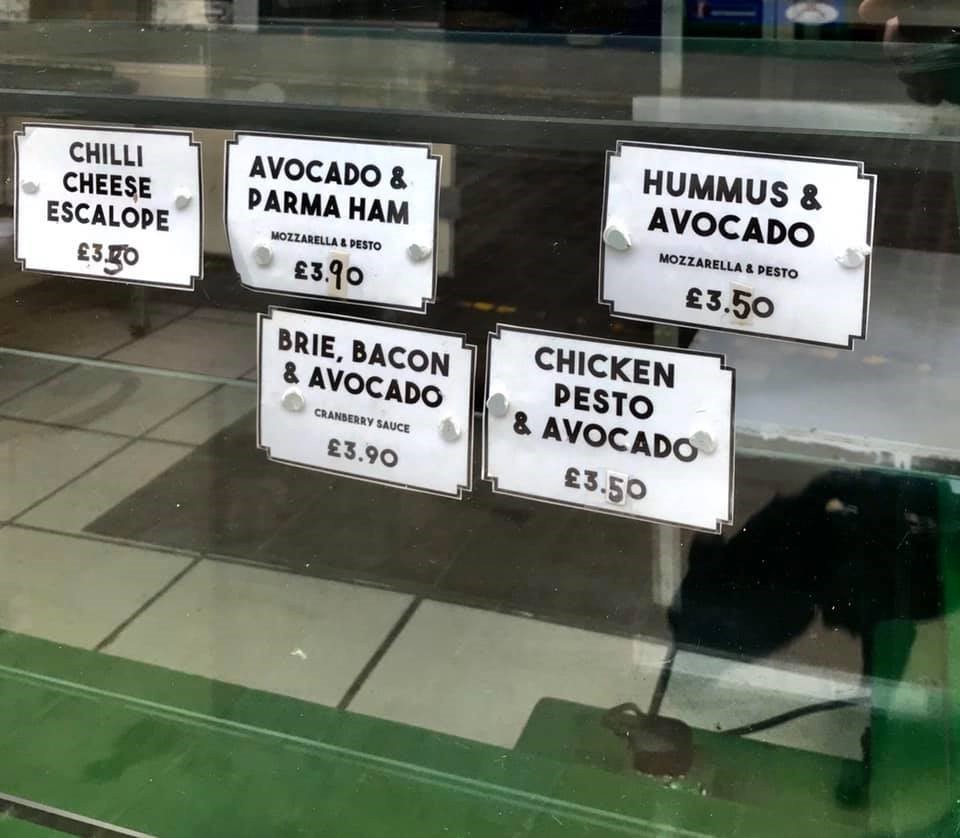 CHILLI
CHEESE
ESCALOPE
£3.50
AVOCADO &
PARMA HAM
MOZZARELLA & PESTO
£3.90
HUMMUS &
AVOCADO
MOZZARELLA & PESTO
£3.50
BRIE, BACON
& AVOCADO
CRANBERRY SAUCE
£3.90
CHICKEN
PESTO
& AVOCADO
£3.50